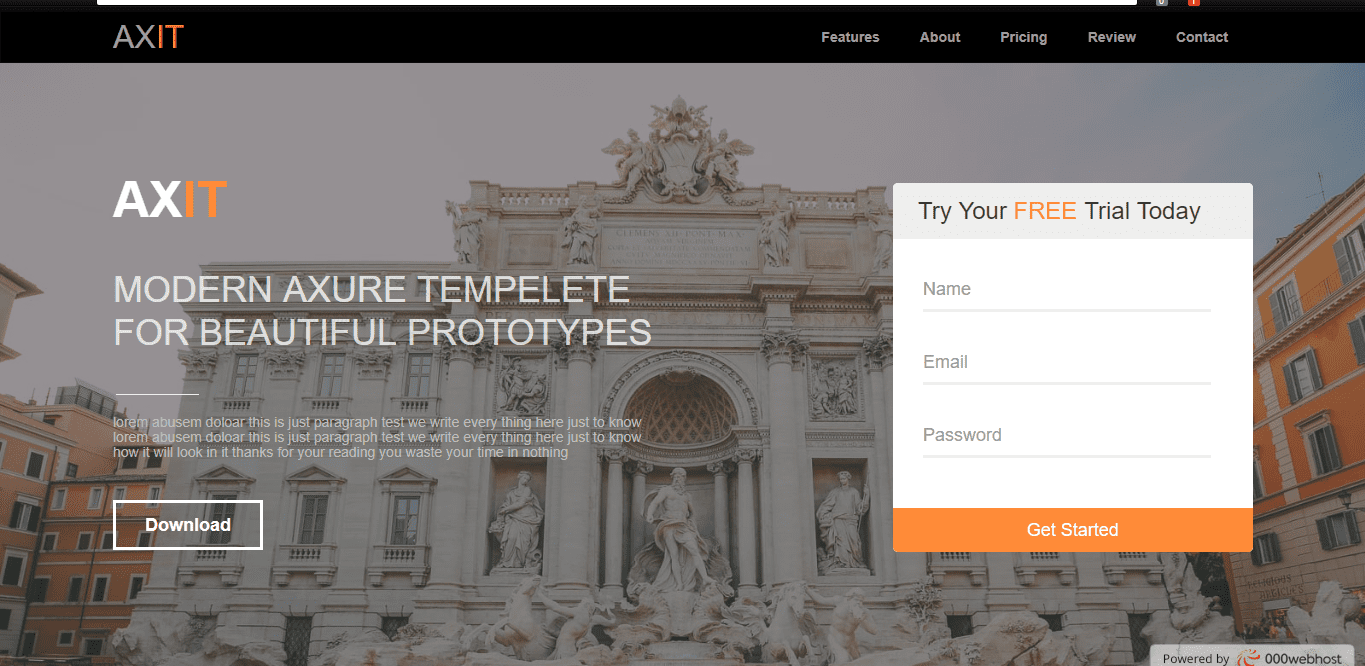 AXIT
Features About Pricing Review Contact
AXIT
MODERN AXURE TEMPELETE
FOR BEAUTIFUL PROTOTYPES
lorem abusem doloar this is just paragraph test we write every thing here just to know
lorem abusem doloar this is just paragraph test we write every thing here just to know
how it will look in it thanks for your reading you waste your time in nothing
Download
Try Your FREE Trial Today
Name
Email
Password
Get Started
Powered by 000webhost